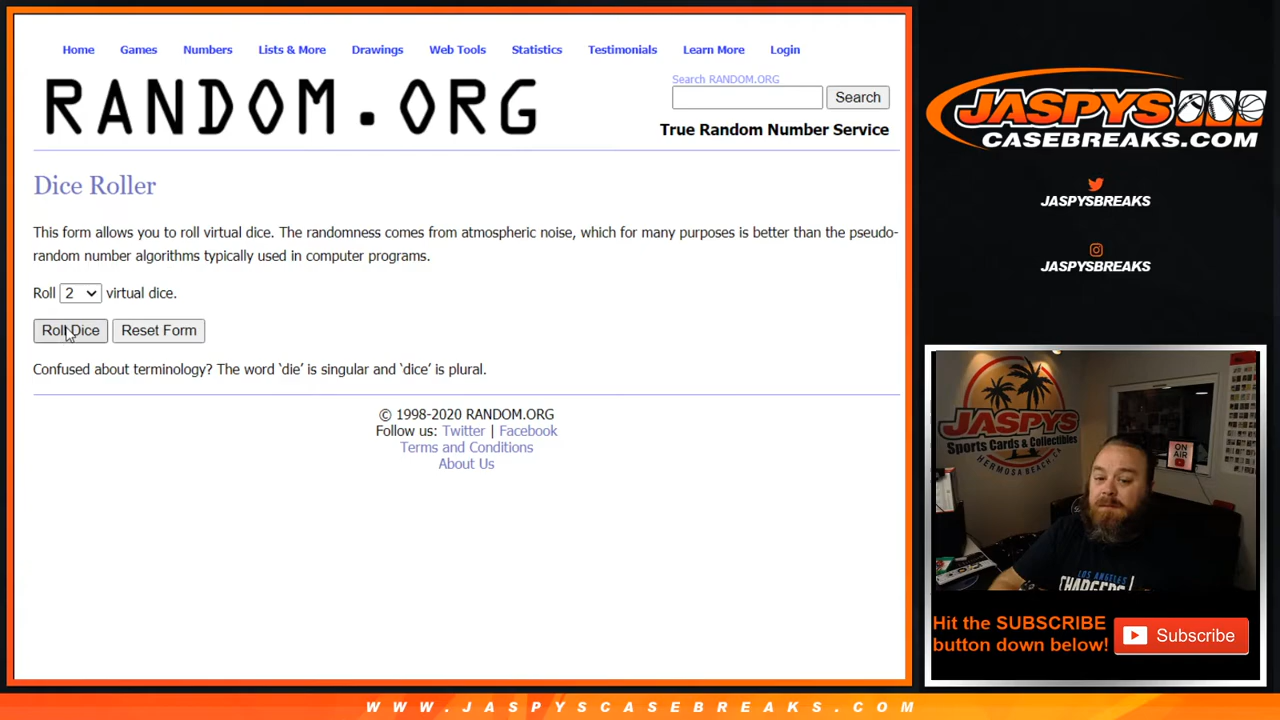 Home Games Numbers Lists & More Drawings Web Tools Statistics Testimonials Learn More Login
RANDOM.ORG
Search RANDOM.ORG
Search
True Random Number Service
Dice Roller
This form allows you to roll virtual dice. The randomness comes from atmospheric noise, which for many purposes is better than the pseudo-
random number algorithms typically used in computer programs.
Roll 2 virtual dice.
Roll Dice Reset Form
Confused about terminology? The word ‘die’ is singular and ‘dice’ is plural.
© 1998-2020 RANDOM.ORG
Follow us: Twitter | Facebook
Terms and Conditions
About Us
JASPYS
CASEBREAKS.COM
JASPYSBREAKS
JASPYSBREAKS
JASPYS
Sports Cards & Collectibles
HERMOSA BEACH, CA
ON
AIR
LOS ANGELES
CHARGERS
Hit the SUBSCRIBE
button down below!
Subscribe
WWW.JASPYSCASEBREAKS.COM